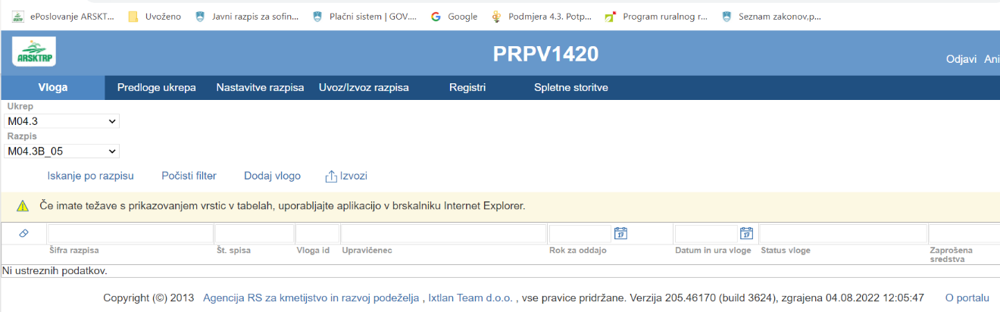 ePoslovanje ARSKT... Uvoženo Javni razpis za sofin... Plačni sistem | GOV.... Google Podmjera 4.3. Potp... Program ruralnog r... Seznam zakonov,p...
ARSKTRP
PRPV1420
Odjavi Ani
Vloga Predloge ukrepa Nastavitve razpisa Uvoz/Izvoz razpisa Registri Spletne storitve
Ukrep
M04.3
Razpis
M04.3B_05
Iskanje po razpisu Počisti filter Dodaj vlogo Izvozi
Če imate težave s prikazovanjem vrstic v tabelah, uporabljajte aplikacijo v brskalniku Internet Explorer.
17 17
Šifra razpisa Št. spisa Vloga id Upravičenec Rok za oddajo Datum in ura vloge Status vloge Zaprošena
sredstva
Ni ustreznih podatkov.
Copyright (©) 2013 Agencija RS za kmetijstvo in razvoj podeželja , Ixtlan Team d.o.o. , vse pravice pridržane. Verzija 205.46170 (build 3624), zgrajena 04.08.2022 12:05:47 O portalu